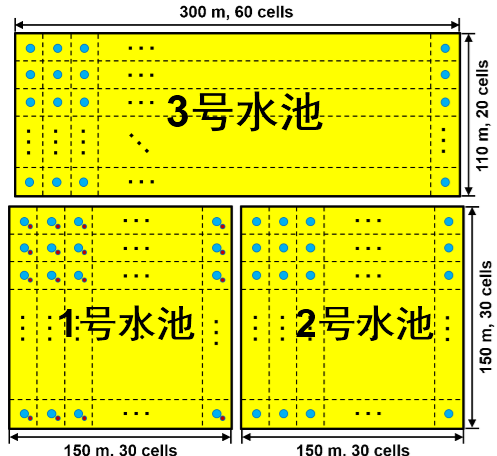 300 m, 60 cells
3号水池
110 m, 20 cells
1号水池
2号水池
150 m, 30 cells
150 m, 30 cells
150 m, 30 cells